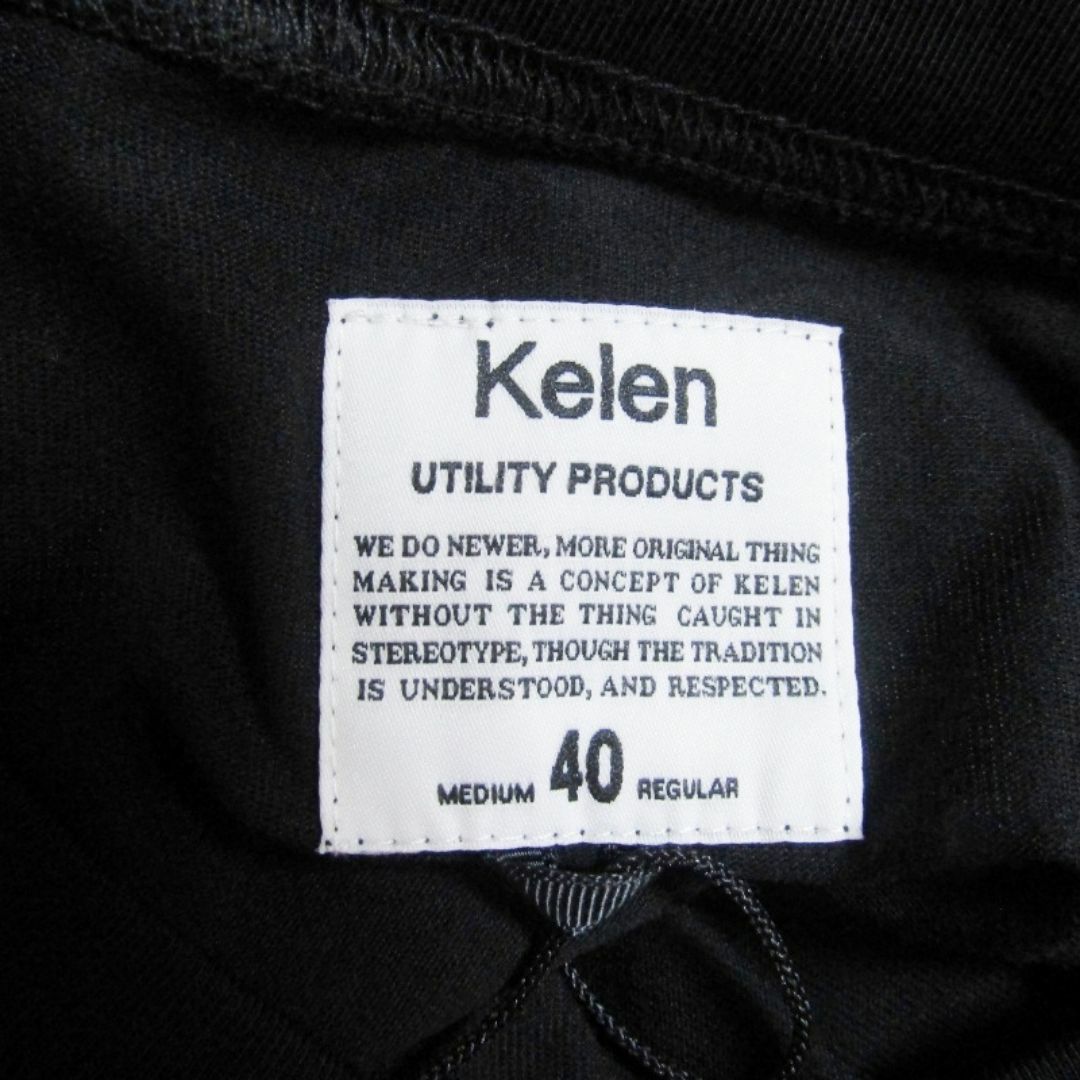 Kelen
UTILITY PRODUCTS
WE DO NEWER, MORE ORIGINAL THING
MAKING IS A CONCEPT OF KELEN
WITHOUT THE THING CAUGHT IN
STEREOTYPE, THOUGH THE TRADITION
IS UNDERSTOOD, AND RESPECTED.
MEDIUM 40 REGULAR